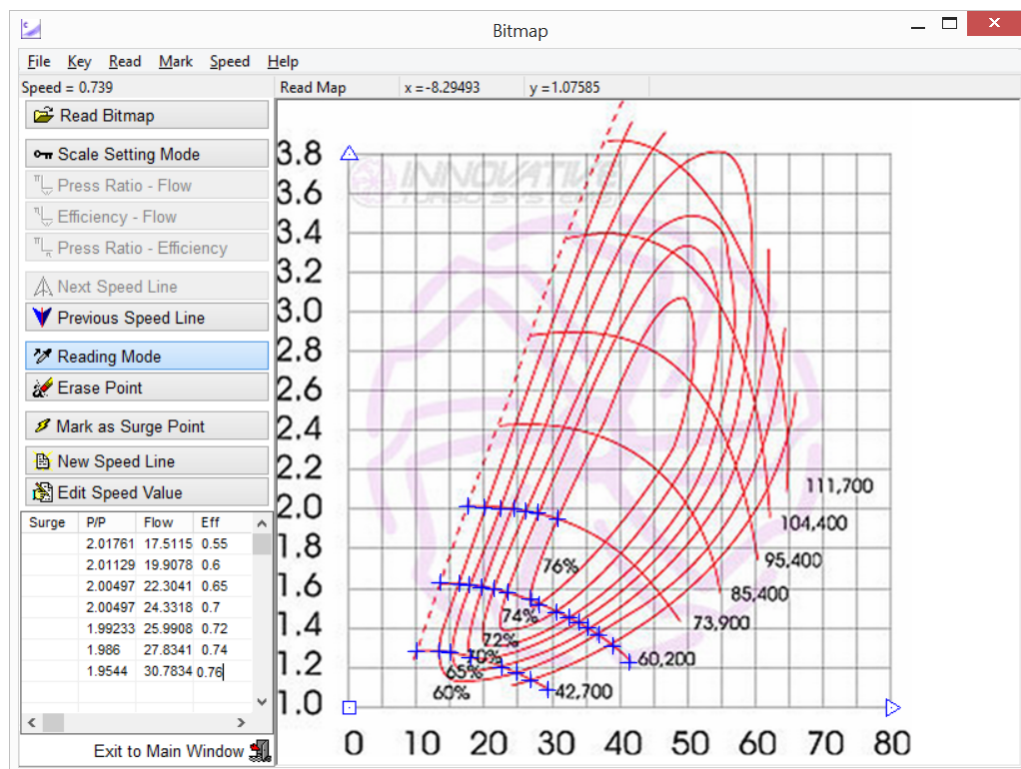 Bitmap
File Key Read Mark Speed Help
Speed = 0.739 Read Map x =-8.29493 y =1.07585
Read Bitmap
Scale Setting Mode
Press Ratio - Flow
Efficiency - Flow
Press Ratio - Efficiency
Next Speed Line
Previous Speed Line
Reading Mode
Erase Point
Mark as Surge Point
New Speed Line
Edit Speed Value
Surge P/P Flow Eff
2.01761 17.5115 0.55
2.01129 19.9078 0.6
2.00497 22.3041 0.65
2.00497 24.3318 0.7
1.99233 25.9908 0.72
1.986 27.8341 0.74
1.9544 30.7834 0.76
Exit to Main Window
INNOVATIVE
TURBO SYSTEMS
3.8
3.6
3.4
3.2
3.0
2.8
2.6
2.4
2.2
2.0
1.8
1.6
1.4
1.2
1.0
111,700
104,400
95,400
85,400
73,900
60,200
42,700
76%
74%
72%
70%
65%
60%
0 10 20 30 40 50 60 70 80